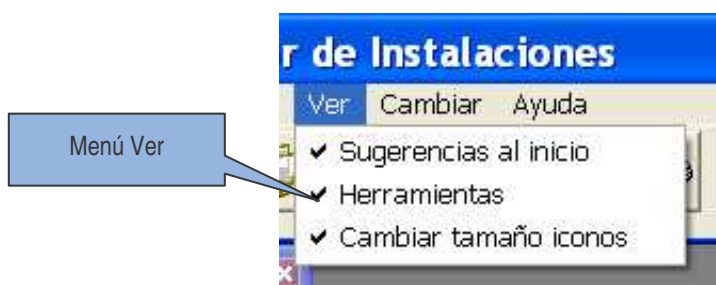 r de Instalaciones
Ver Cambiar Ayuda
Menú Ver
Sugerencias al inicio
Herramientas
Cambiar tamaño iconos